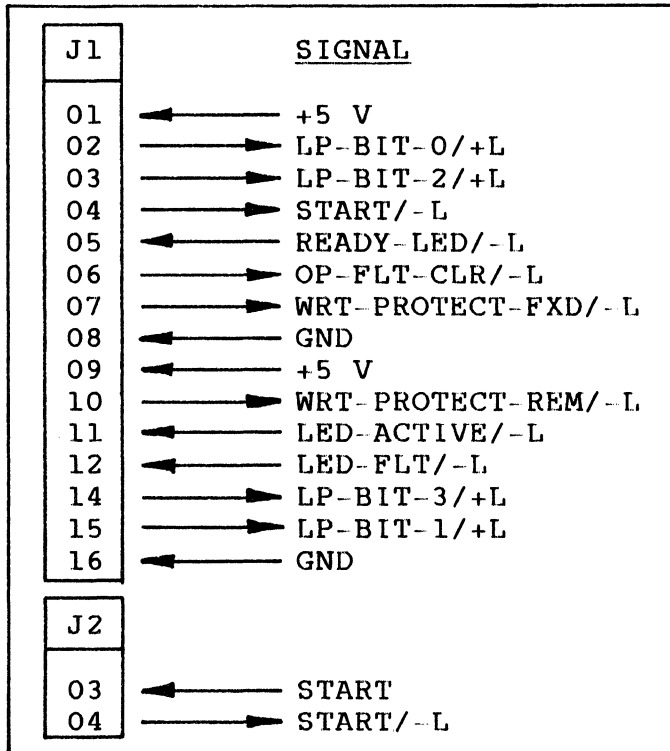 J1 SIGNAL
01 +5 V
02 LP-BIT-0/+L
03 LP-BIT-2/+L
04 START/-L
05 READY-LED/-L
06 OP-FLT-CLR/-L
07 WRT-PROTECT-FXD/-L
08 GND
09 +5 V
10 WRT-PROTECT-REM/-L
11 LED-ACTIVE/-L
12 LED-FLT/-L
14 LP-BIT-3/+L
15 LP-BIT-1/+L
16 GND
J2
03 START
04 START/-L